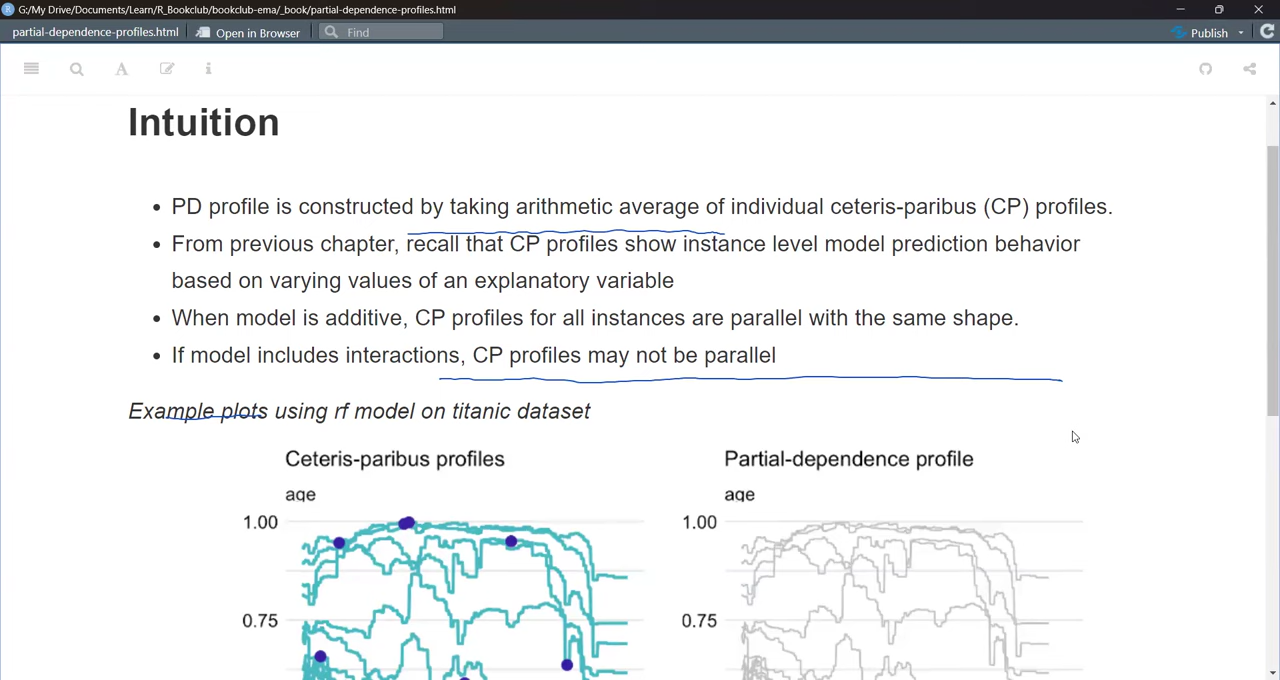 G:/My Drive/Documents/Learn/R_Bookclub/bookclub-ema/_book/partial-dependence-profiles.html
partial-dependence-profiles.html Open in Browser Find Publish
Intuition
• PD profile is constructed by taking arithmetic average of individual ceteris-paribus (CP) profiles.
• From previous chapter, recall that CP profiles show instance level model prediction behavior
based on varying values of an explanatory variable
• When model is additive, CP profiles for all instances are parallel with the same shape.
• If model includes interactions, CP profiles may not be parallel
Example plots using rf model on titanic dataset
Ceteris-paribus profiles Partial-dependence profile
age age
1.00 1.00
0.75 0.75